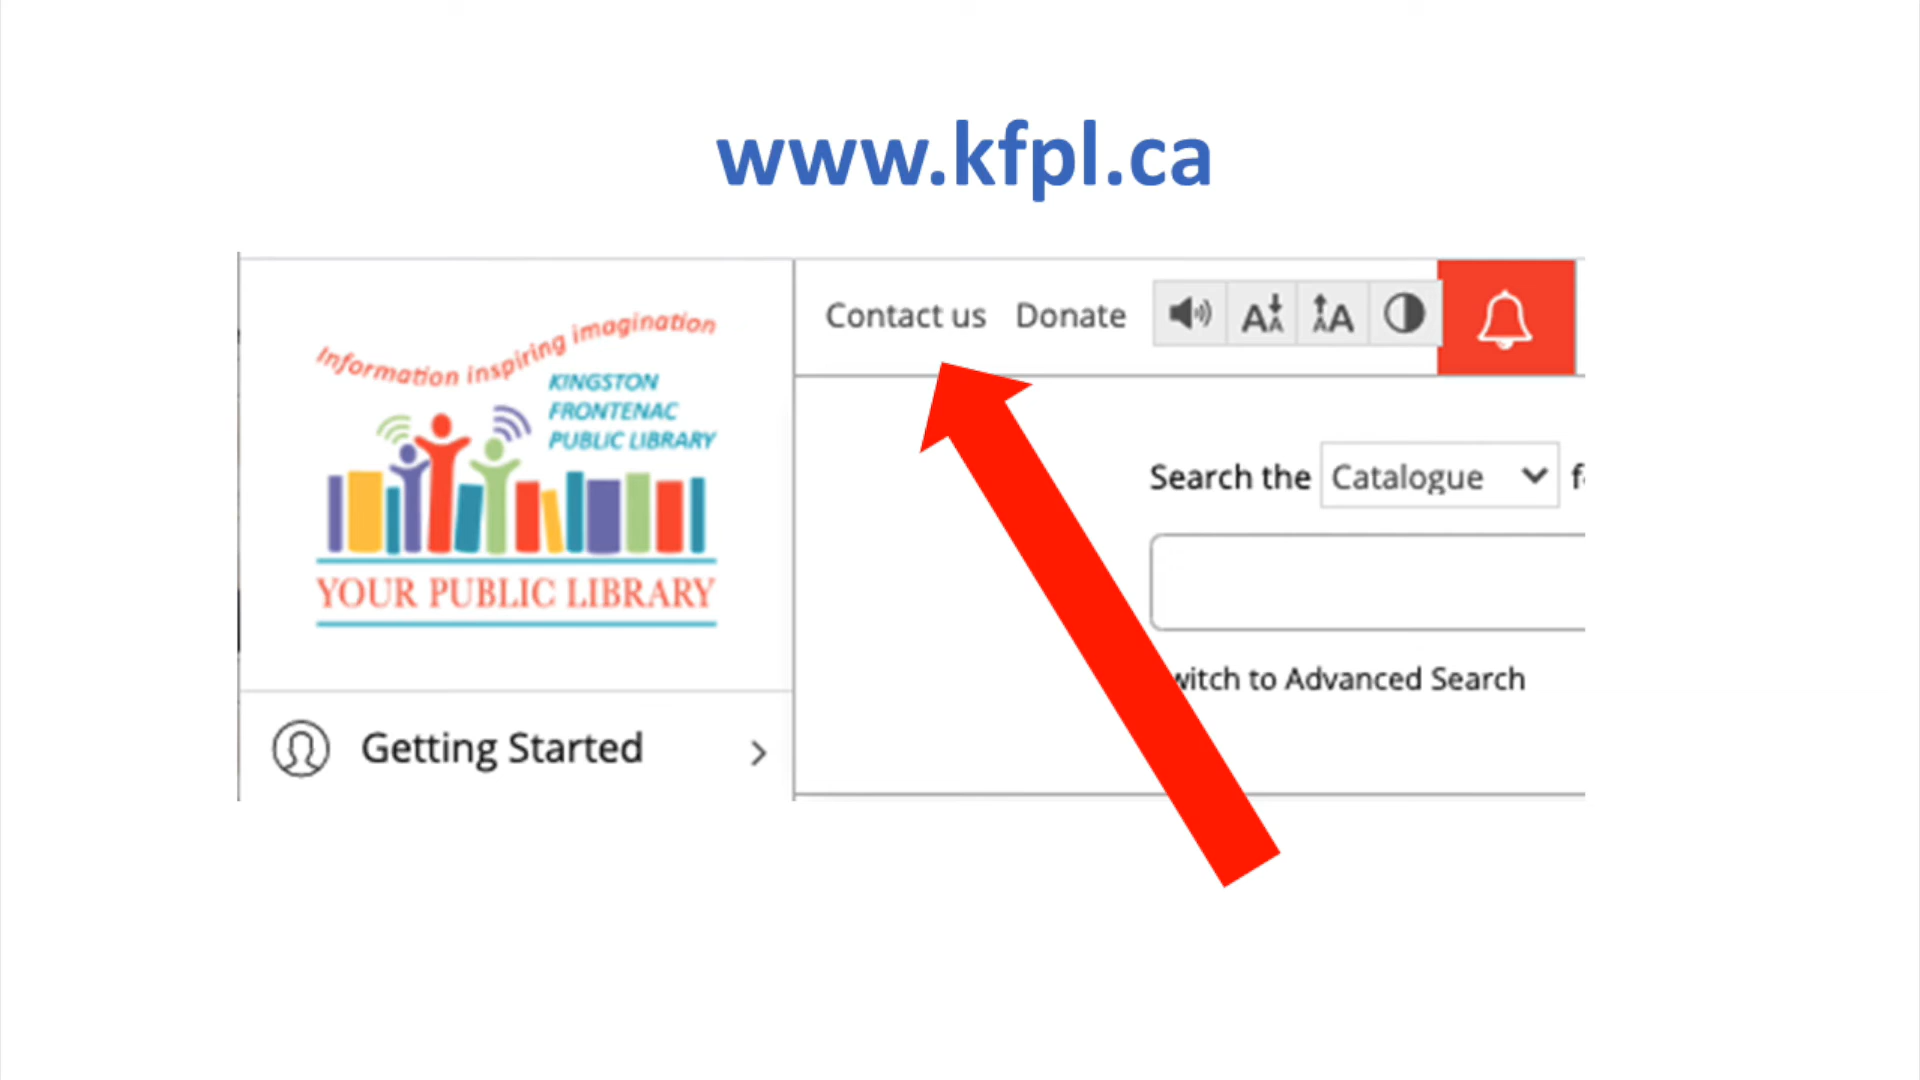 www.kfpl.ca
Information inspiring imagination
KINGSTON
FRONTENAC
PUBLIC LIBRARY
YOUR PUBLIC LIBRARY
Getting Started
Contact us Donate
Search the Catalogue
Advanced Search
to